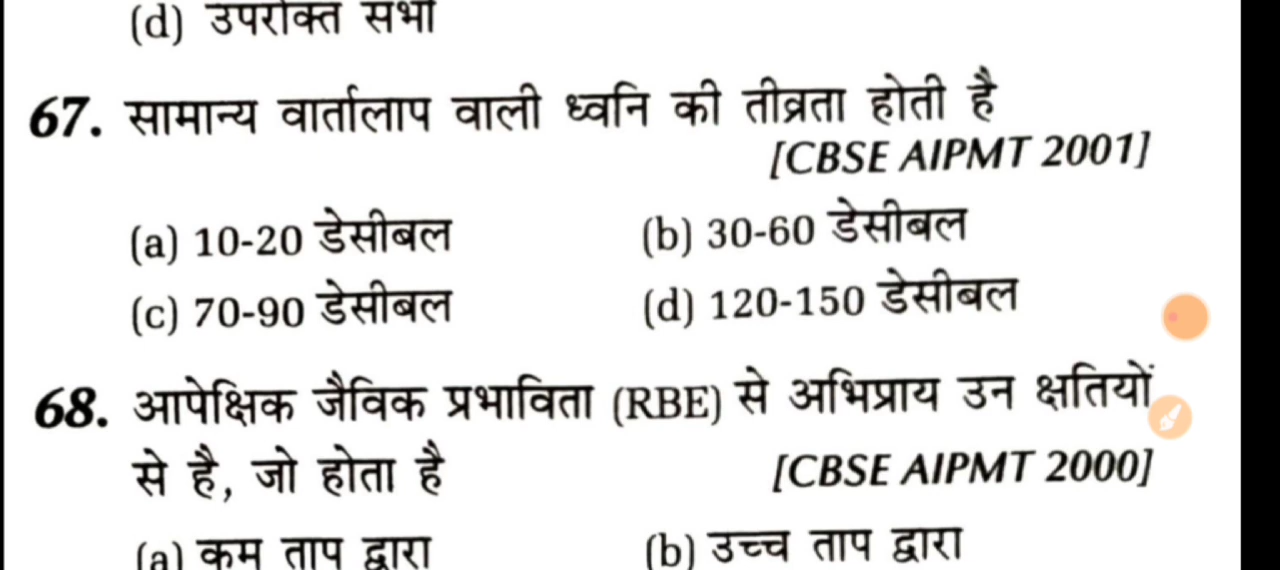 (d) उपरोक्त सभी
67. सामान्य वार्तालाप वाली ध्वनि की तीव्रता होती है
[CBSE AIPMT 2001]
(a) 10-20 डेसीबल (b) 30-60 डेसीबल
(c) 70-90 डेसीबल (d) 120-150 डेसीबल
68. आपेक्षिक जैविक प्रभाविता (RBE) से अभिप्राय उन क्षतियों
से है, जो होता है [CBSE AIPMT 2000]
(a) कम ताप द्वारा (b) उच्च ताप द्वारा